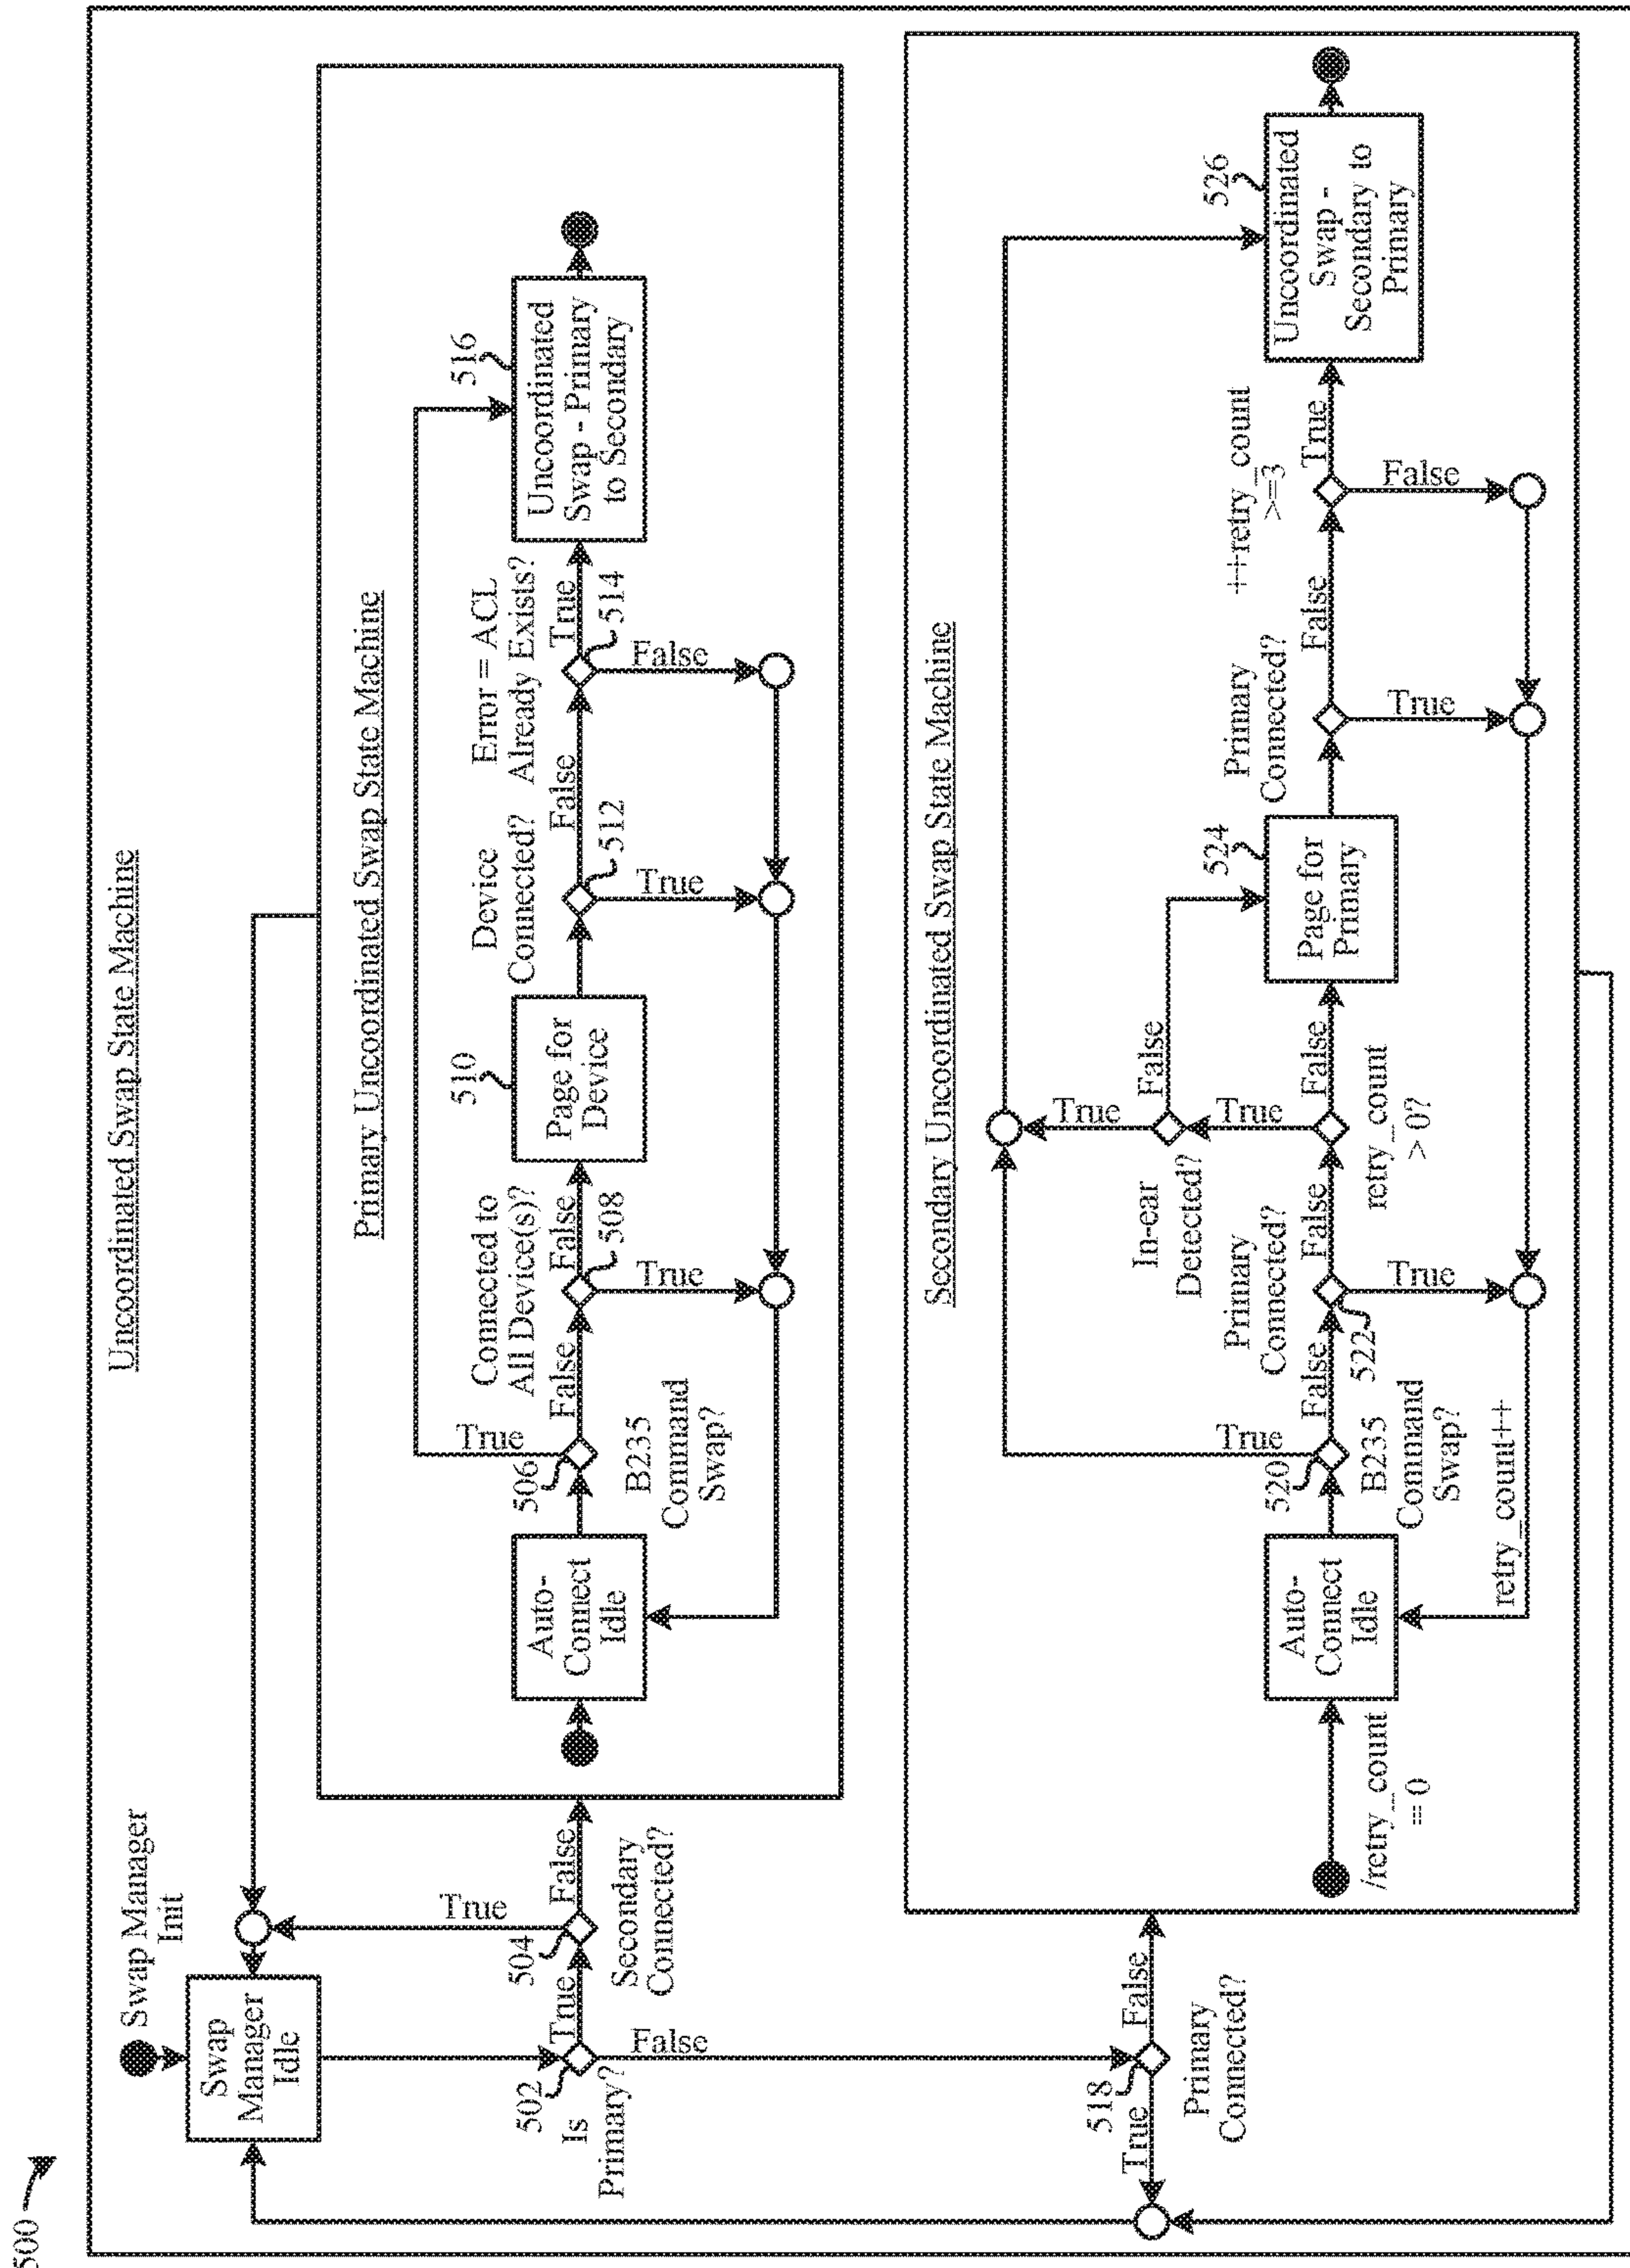 500
Uncoordinated Swap State Machine
Swap Manager
Init
Swap
Manager
Idle
502
Is
Primary?
True
False
504
Secondary
Connected?
True
False
Primary Uncoordinated Swap State Machine
Auto-
Connect
Idle
506
B235
Command
Swap?
True
False
Connected to
All Device(s)?
508
False
True
510
Page for
Device
Device
Connected?
512
False
True
Error = ACL
Already Exists?
514
True
False
516
Uncoordinated
Swap - Primary
to Secondary
518
Primary
Connected?
True
False
Secondary Uncoordinated Swap State Machine
/retry_count
= 0
Auto-
Connect
Idle
retry_count++
520
B235
Command
Swap?
True
False
Primary
Connected?
522
False
True
retry_count
> 0?
True
False
In-ear
Detected?
True
False
524
Page for
Primary
Primary
Connected?
False
True
++retry_count
>=3
True
False
526
Uncoordinated
Swap -
Secondary to
Primary